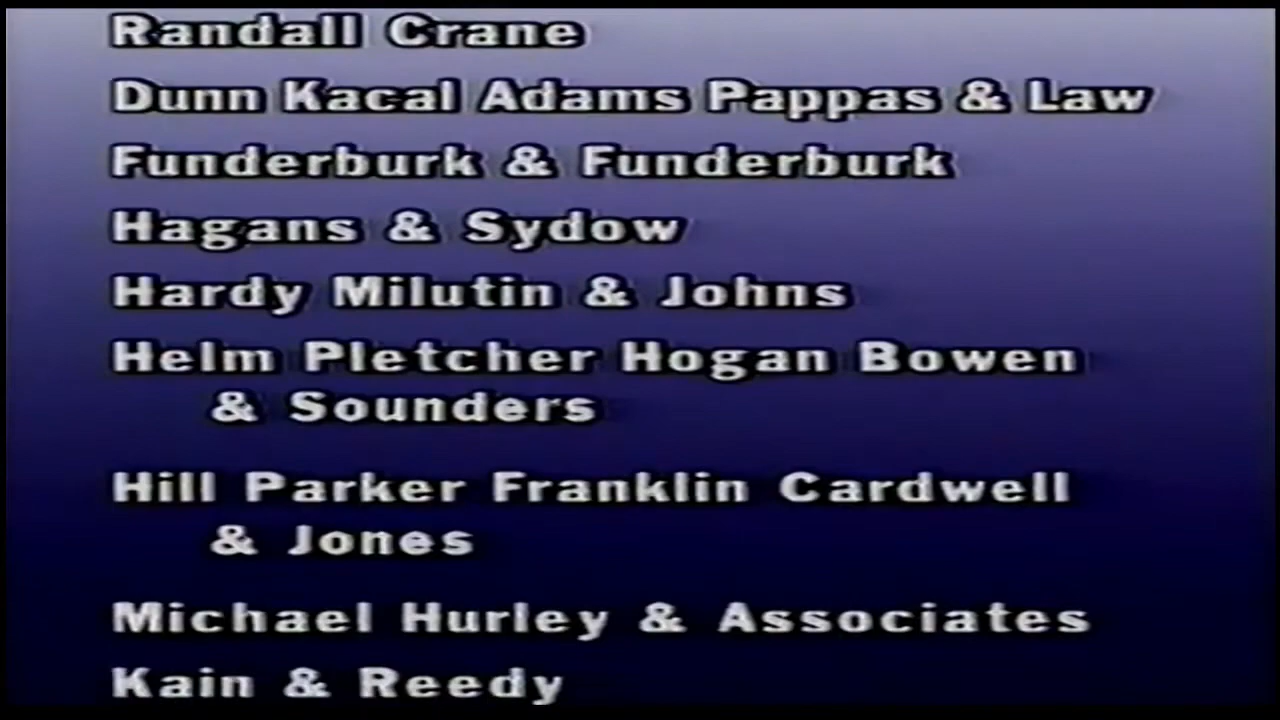 Randall Crane
Dunn Kacal Adams Pappas & Law
Funderburk & Funderburk
Hagans & Sydow
Hardy Milutin & Johns
Helm Pletcher Hogan Bowen
& Sounders
Hill Parker Franklin Cardwell
& Jones
Michael Hurley & Associates
Kain & Reedy